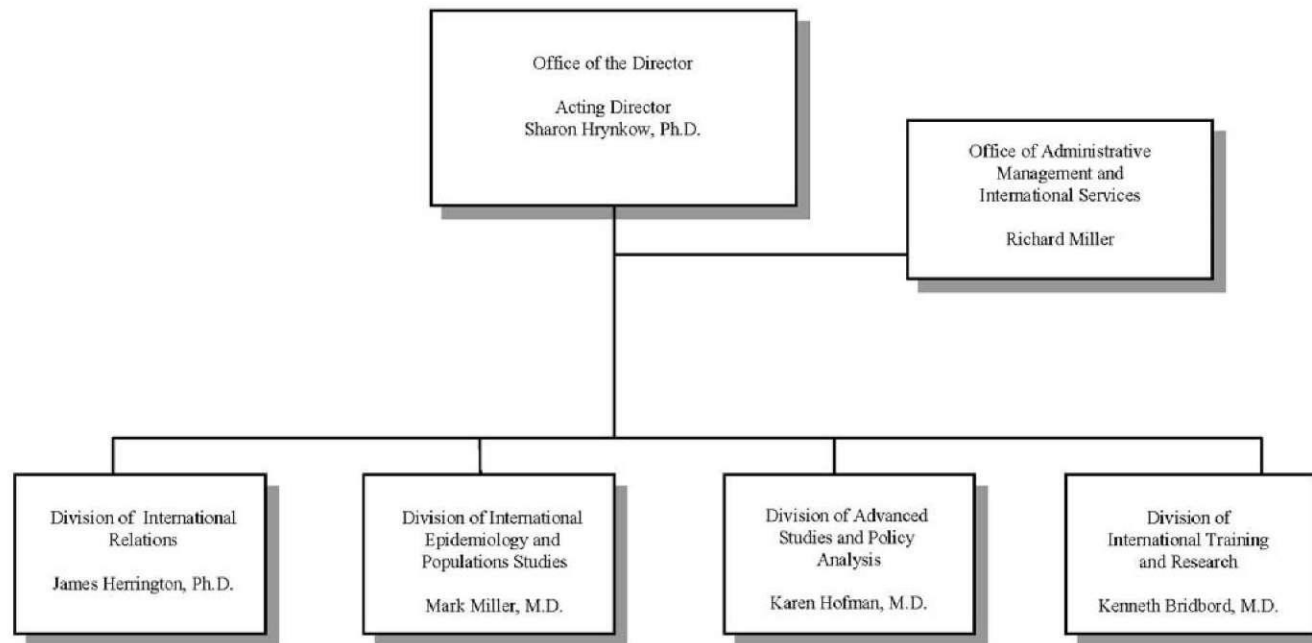 Office of the Director
Acting Director
Sharon Hrynkow, Ph.D.
Office of Administrative
Management and
International Services
Richard Miller
Division of International
Relations
James Herrington, Ph.D.
Division of International
Epidemiology and
Populations Studies
Mark Miller, M.D.
Division of Advanced
Studies and Policy
Analysis
Karen Hofman, M.D.
Division of
International Training
and Research
Kenneth Bridbord, M.D.